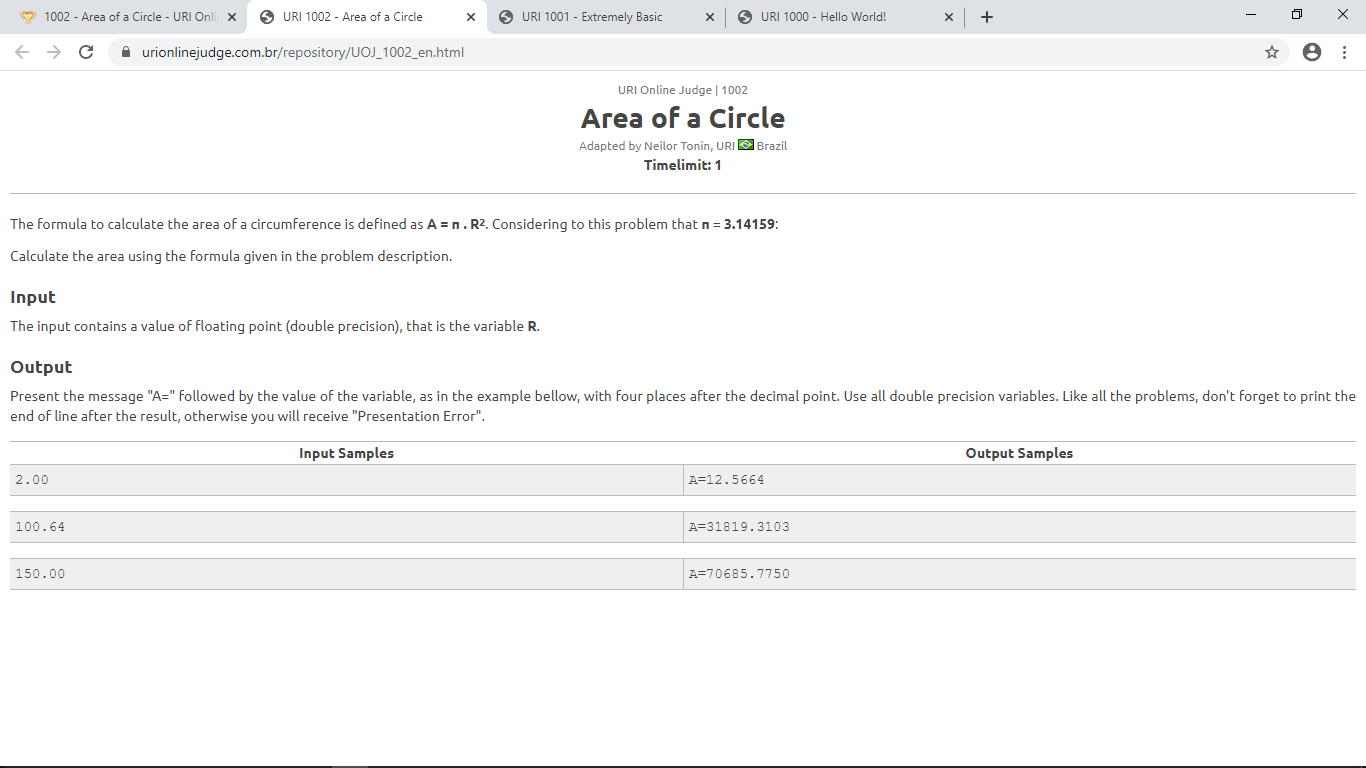 1002 - Area of a Circle - URI Onli
URI 1002 - Area of a Circle
URI 1001 - Extremely Basic
URI 1000 - Hello World!
urionlinejudge.com.br/repository/UOJ_1002_en.html
URI Online Judge | 1002
Area of a Circle
Adapted by Neilor Tonin, URI Brazil
Timelimit: 1
The formula to calculate the area of a circumference is defined as A = π . R². Considering to this problem that π = 3.14159:
Calculate the area using the formula given in the problem description.
Input
The input contains a value of floating point (double precision), that is the variable R.
Output
Present the message "A=" followed by the value of the variable, as in the example bellow, with four places after the decimal point. Use all double precision variables. Like all the problems, don't forget to print the
end of line after the result, otherwise you will receive "Presentation Error".
Input Samples Output Samples
2.00 A=12.5664
100.64 A=31819.3103
150.00 A=70685.7750